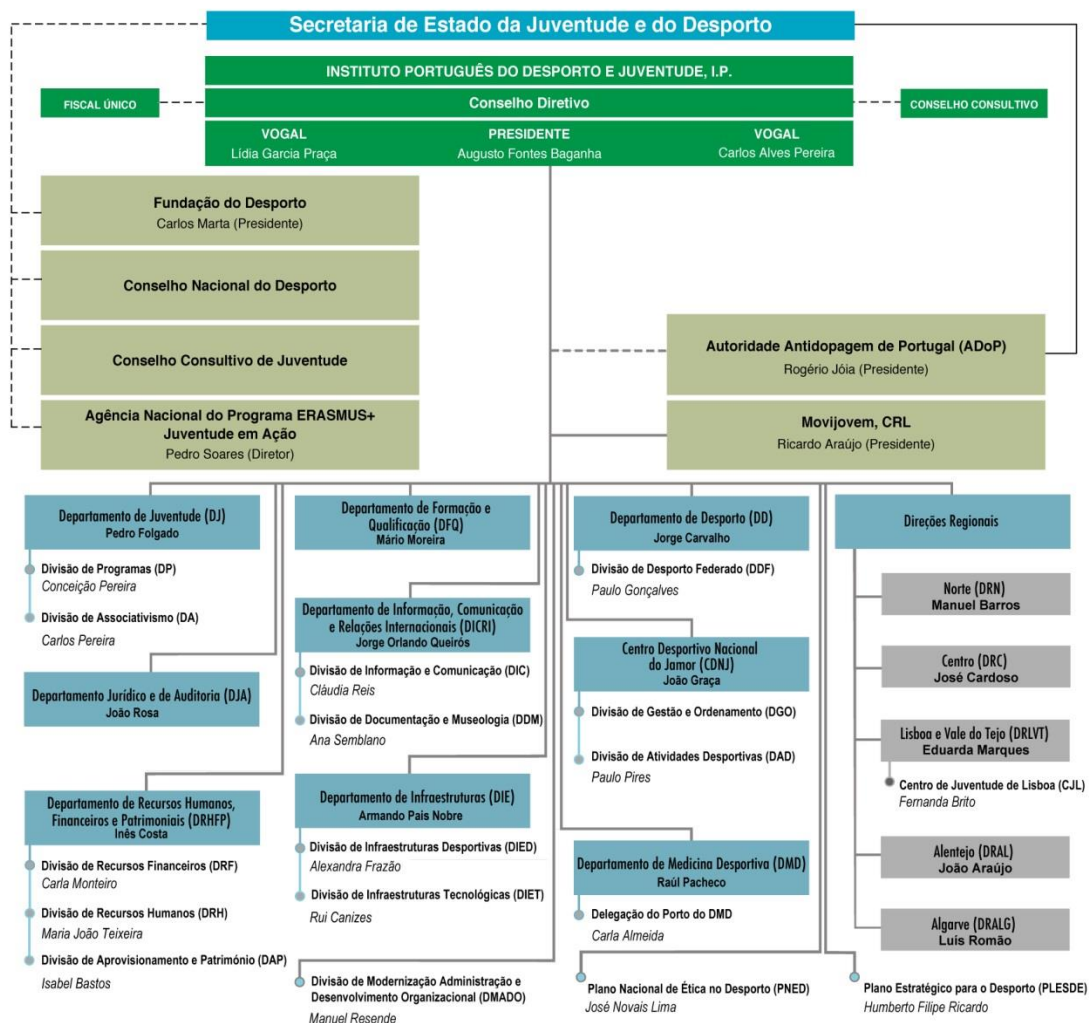 Secretaria de Estado da Juventude e do Desporto
INSTITUTO PORTUGUÊS DO DESPORTO E JUVENTUDE, I.P.
FISCAL ÚNICO
Conselho Diretivo
CONSELHO CONSULTIVO
VOGAL
Lídia Garcia Praça
PRESIDENTE
Augusto Fontes Baganha
VOGAL
Carlos Alves Pereira
Fundação do Desporto
Carlos Marta (Presidente)
Conselho Nacional do Desporto
Conselho Consultivo de Juventude
Agência Nacional do Programa ERASMUS+
Juventude em Ação
Pedro Soares (Diretor)
Autoridade Antidopagem de Portugal (ADoP)
Rogério Jóia (Presidente)
Movijovem, CRL
Ricardo Araújo (Presidente)
Departamento de Juventude (DJ)
Pedro Folgado
Divisão de Programas (DP)
Conceição Pereira
Divisão de Associativismo (DA)
Carlos Pereira
Departamento Jurídico e de Auditoria (DJA)
João Rosa
Departamento de Recursos Humanos,
Financeiros e Patrimoniais (DRHFP)
Inês Costa
Divisão de Recursos Financeiros (DRF)
Carla Monteiro
Divisão de Recursos Humanos (DRH)
Maria João Teixeira
Divisão de Aprovisionamento e Património (DAP)
Isabel Bastos
Departamento de Formação e
Qualificação (DFQ)
Mário Moreira
Departamento de Informação, Comunicação
e Relações Internacionais (DICRI)
Jorge Orlando Queirós
Divisão de Informação e Comunicação (DIC)
Cláudia Reis
Divisão de Documentação e Museologia (DDM)
Ana Semblano
Departamento de Infraestruturas (DIE)
Armando Pais Nobre
Divisão de Infraestruturas Desportivas (DIED)
Alexandra Frazão
Divisão de Infraestruturas Tecnológicas (DIET)
Rui Canizes
Divisão de Modernização Administração e
Desenvolvimento Organizacional (DMADO)
Manuel Resende
Departamento de Desporto (DD)
Jorge Carvalho
Divisão de Desporto Federado (DDF)
Paulo Gonçalves
Centro Desportivo Nacional
do Jamor (CDNJ)
João Graça
Divisão de Gestão e Ordenamento (DGO)
Divisão de Atividades Desportivas (DAD)
Paulo Pires
Departamento de Medicina Desportiva (DMD)
Raúl Pacheco
Delegação do Porto do DMD
Carla Almeida
Plano Nacional de Ética no Desporto (PNED)
José Novais Lima
Direções Regionais
Norte (DRN)
Manuel Barros
Centro (DRC)
José Cardoso
Lisboa e Vale do Tejo (DRLVT)
Eduarda Marques
Centro de Juventude de Lisboa (CJL)
Fernanda Brito
Alentejo (DRAL)
João Araújo
Algarve (DRALG)
Luís Romão
Plano Estratégico para o Desporto (PLESDE)
Humberto Filipe Ricardo